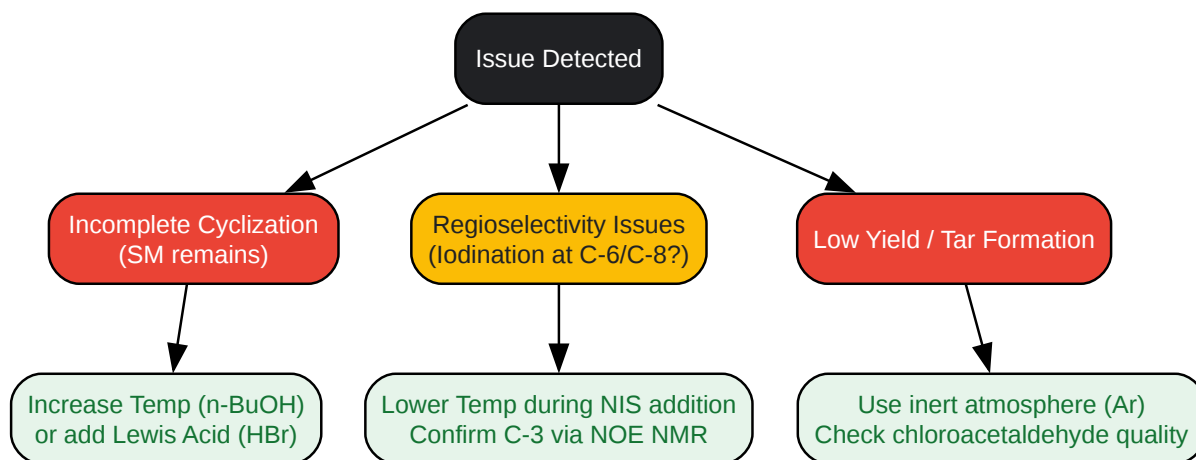 Issue Detected
Incomplete Cyclization
(SM remains)
Regioselectivity Issues
(Iodination at C-6/C-8?)
Low Yield / Tar Formation
Increase Temp (n-BuOH)
or add Lewis Acid (HBr)
Lower Temp during NIS addition
Confirm C-3 via NOE NMR
Use inert atmosphere (Ar)
Check chloroacetaldehyde quality